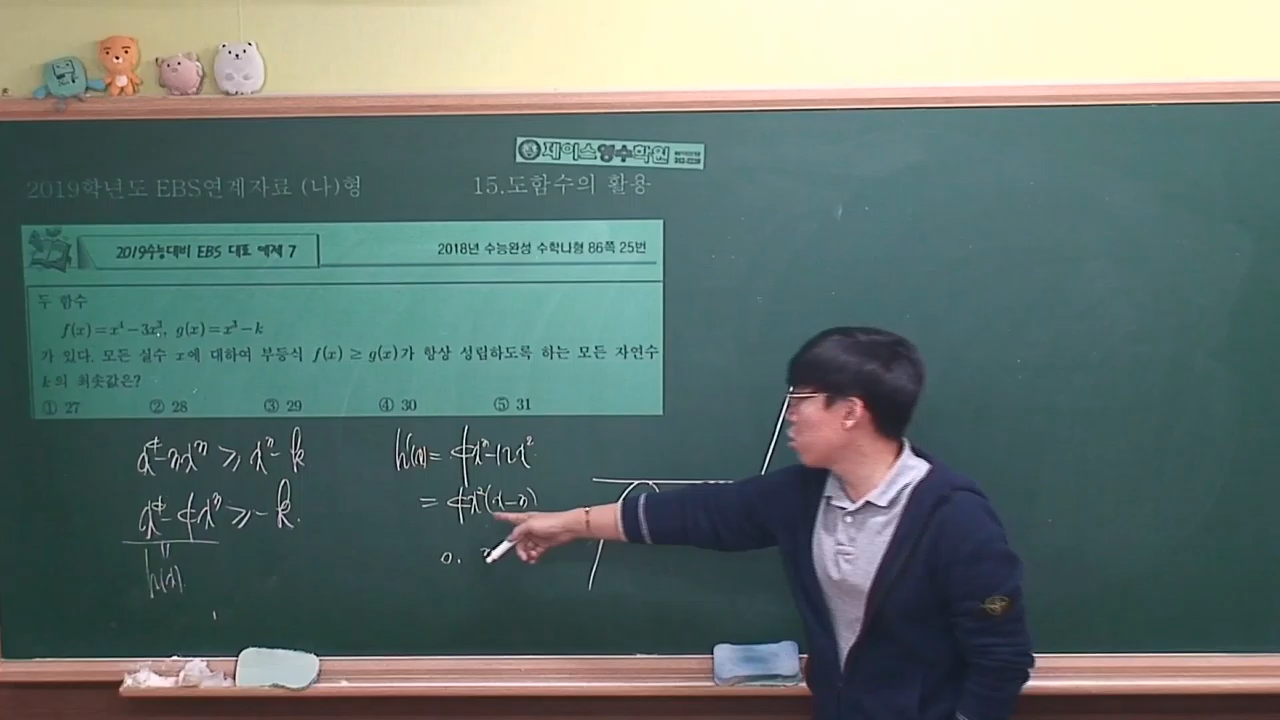 제이스영수학원
2019학년도 EBS연계자료 (나)형
15.도함수의 활용
2019수능대비 EBS 대표 예제 7
2018년 수능완성 수학나형 86쪽 25번
두 함수
f(x)=x⁴-3x³, g(x)=x³-k
가 있다. 모든 실수 x에 대하여 부등식 f(x) ≥ g(x)가 항상 성립하도록 하는 모든 자연수
k의 최솟값은?
① 27 ② 28 ③ 29 ④ 30 ⑤ 31
x⁴-3x³ ≥ x³-k
x⁴-4x³ ≥ -k.
h(x)
h'(x)= 4x³-12x²
= 4x²(x-3)
0.